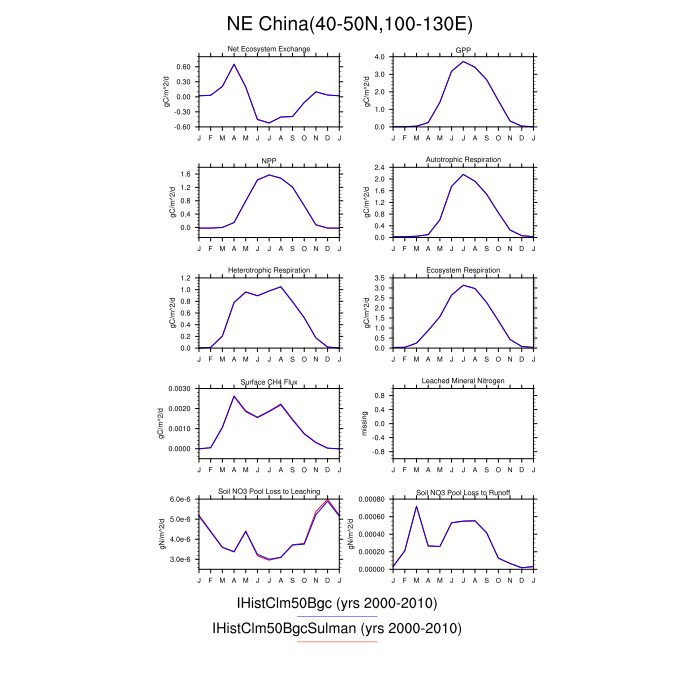 NE China(40-50N,100-130E)
Net Ecosystem Exchange
gC/m^2/d
0.60
0.30
0.00
-0.30
-0.60
J F M A M J J A S O N D J
GPP
gC/m^2/d
4.0
3.0
2.0
1.0
0.0
J F M A M J J A S O N D J
NPP
gC/m^2/d
1.6
1.2
0.8
0.4
0.0
J F M A M J J A S O N D J
Autotrophic Respiration
gC/m^2/d
2.4
2.0
1.6
1.2
0.8
0.4
0.0
J F M A M J J A S O N D J
Heterotrophic Respiration
gC/m^2/d
1.2
1.0
0.8
0.6
0.4
0.2
0.0
J F M A M J J A S O N D J
Ecosystem Respiration
gC/m^2/d
3.5
3.0
2.5
2.0
1.5
1.0
0.5
0.0
J F M A M J J A S O N D J
Surface CH4 Flux
gC/m^2/d
0.0030
0.0020
0.0010
0.0000
J F M A M J J A S O N D J
Leached Mineral Nitrogen
missing
0.8
0.4
0.0
-0.4
-0.8
J F M A M J J A S O N D J
Soil NO3 Pool Loss to Leaching
gN/m^2/d
6.0e-6
5.0e-6
4.0e-6
3.0e-6
J F M A M J J A S O N D J
Soil NO3 Pool Loss to Runoff
gN/m^2/d
0.00080
0.00060
0.00040
0.00020
0.00000
J F M A M J J A S O N D J
IHistClm50Bgc (yrs 2000-2010)
IHistClm50BgcSulman (yrs 2000-2010)